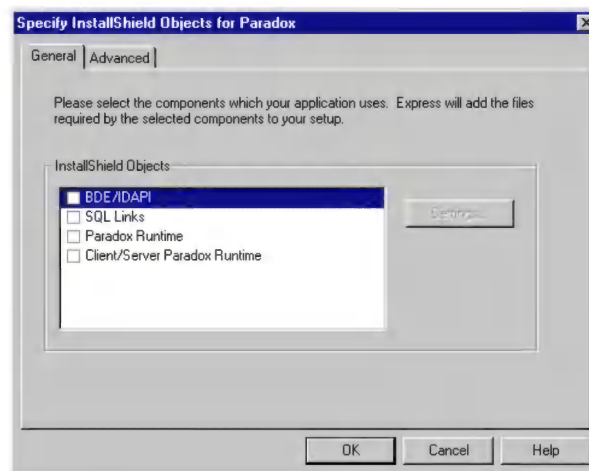 Specify InstallShield Objects for Paradox
General Advanced
Please select the components which your application uses. Express will add the files
required by the selected components to your setup.
InstallShield Objects
BDE/IDAPI
Settings...
SQL Links
Paradox Runtime
Client/Server Paradox Runtime
OK Cancel Help